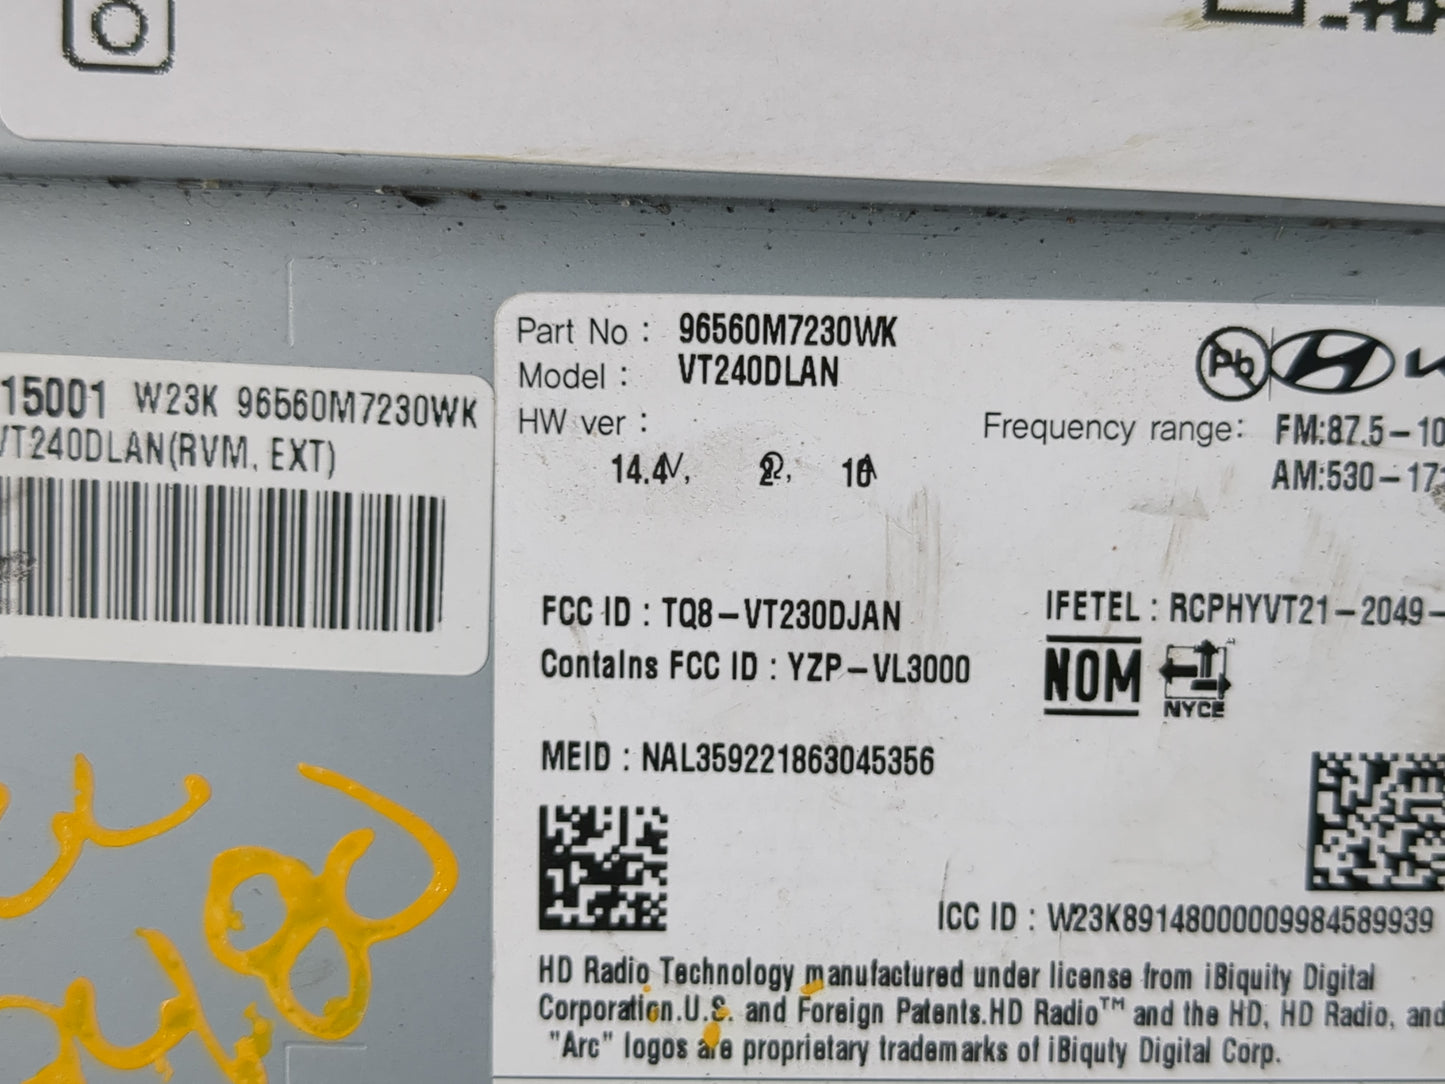 15001 W23K 96560M7230WK
VT240DLAN(RVM, EXT)
Part No : 96560M7230WK
Model : VT240DLAN
HW ver :
14.4V, 2Ω, 10A
Frequency range: FM:87.5-10
AM:530-17
FCC ID : TQ8-VT230DJAN
Contains FCC ID : YZP-VL3000
IFETEL : RCPHYVT21-2049-
NOM
NYCE
MEID : NAL359221863045356
ICC ID : W23K89148000009984589939
HD Radio Technology manufactured under license from iBiquity Digital
Corporation.U.S. and Foreign Patents.HD Radio™ and the HD, HD Radio, and
"Arc" logos are proprietary trademarks of iBiquty Digital Corp.